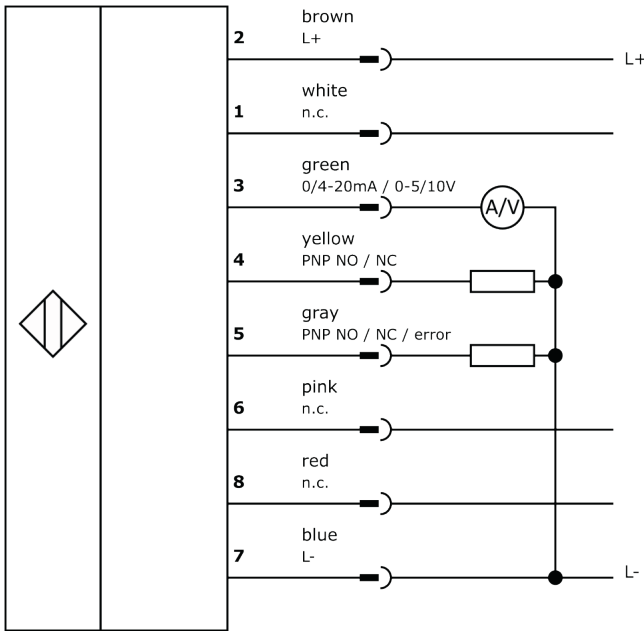 brown
2 L+ L+
white
1 n.c.
green
3 0/4-20mA / 0-5/10V
A/V
yellow
4 PNP NO / NC
gray
5 PNP NO / NC / error
pink
6 n.c.
red
8 n.c.
blue
7 L- L-